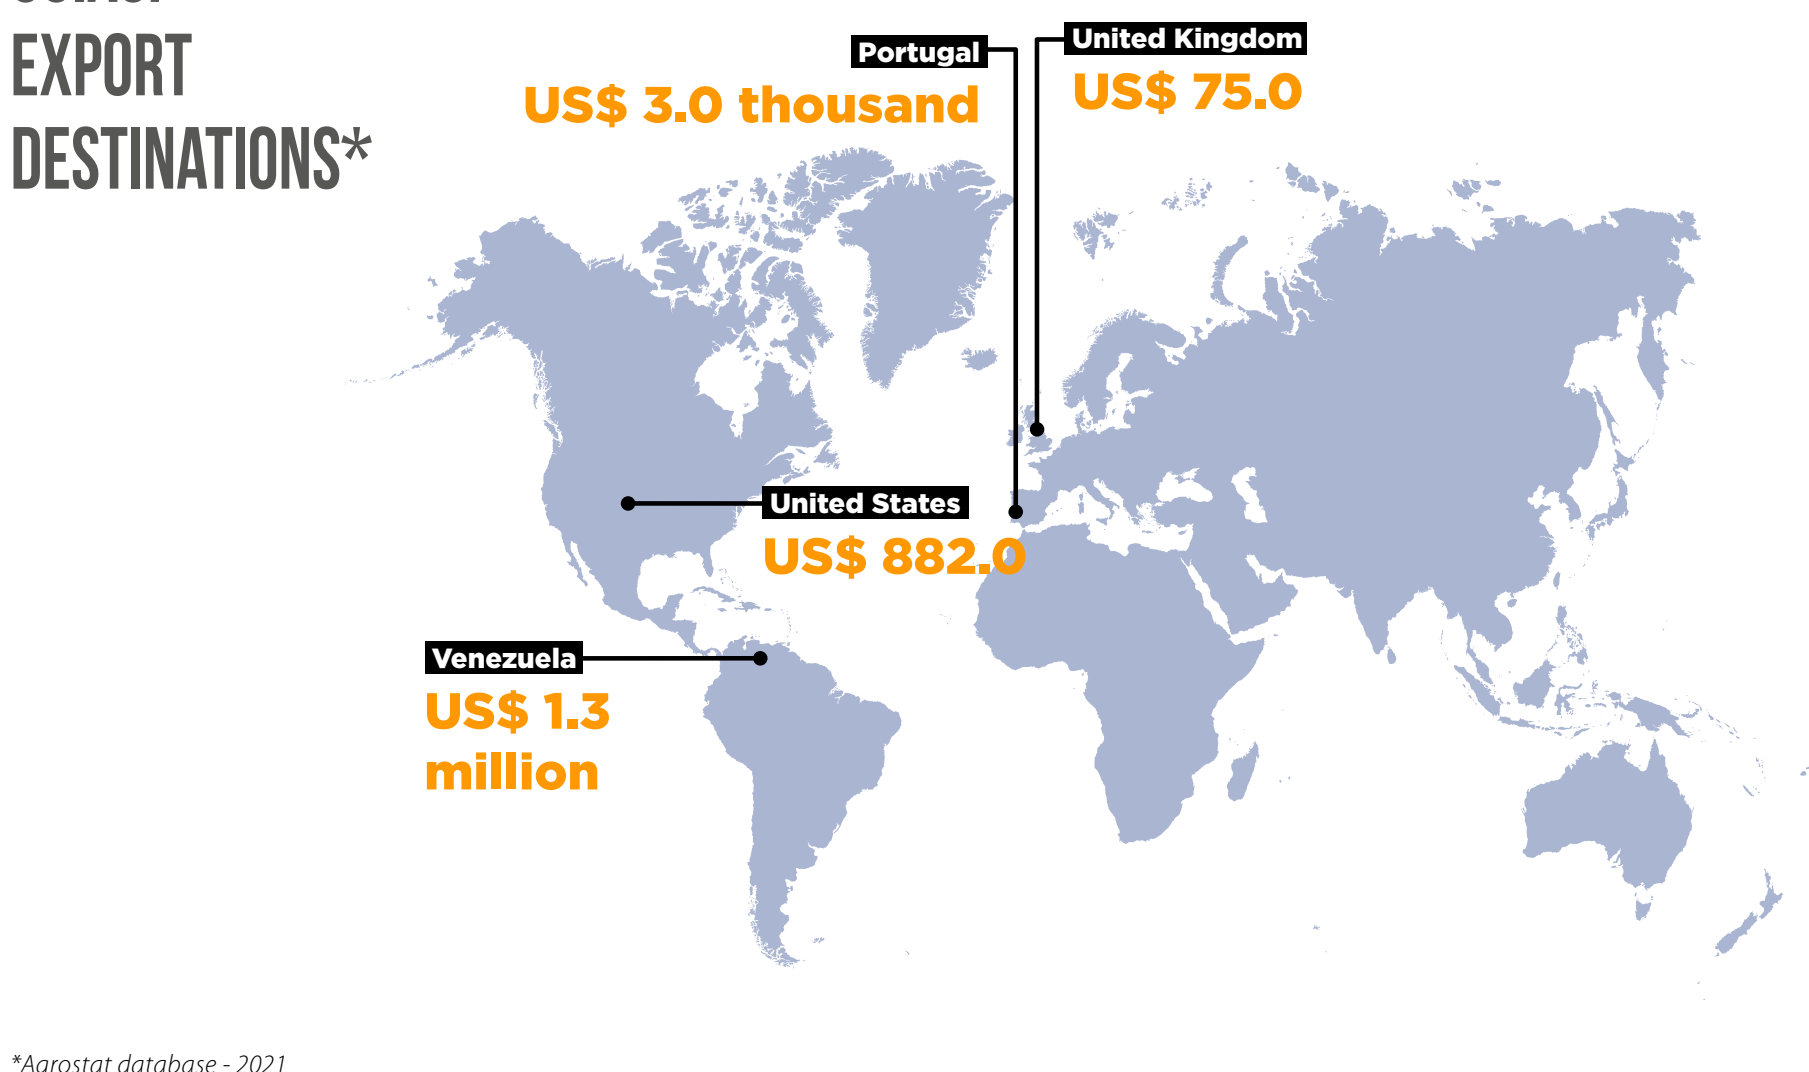 EXPORT
DESTINATIONS*
Portugal
US$ 3.0 thousand
United Kingdom
US$ 75.0
United States
US$ 882.0
Venezuela
US$ 1.3
million
*Agrostat database - 2021